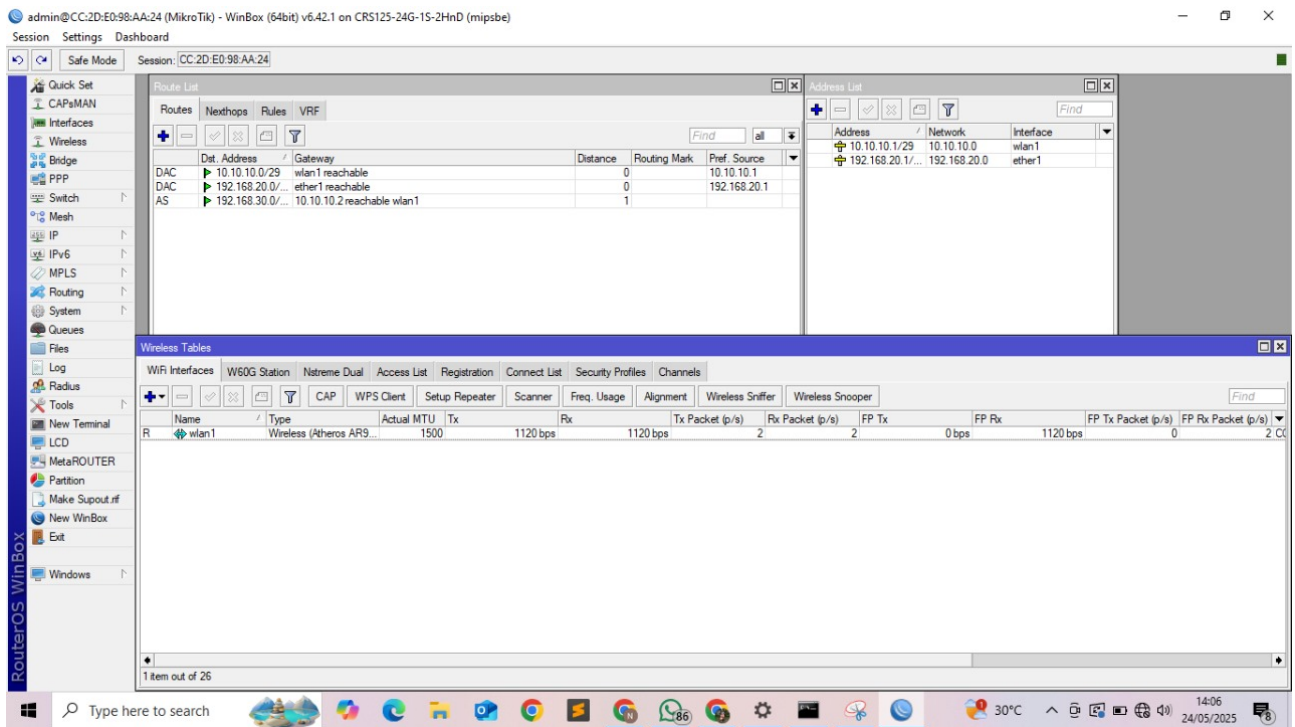 admin@CC:2D:E0:98:AA:24 (MikroTik) - WinBox (64bit) v6.42.1 on CRS125-24G-1S-2HnD (mipsbe)
Session Settings Dashboard
Safe Mode Session: CC:2D:E0:98:AA:24
Quick Set
CAPsMAN
Interfaces
Wireless
Bridge
PPP
Switch
Mesh
IP
IPv6
MPLS
Routing
System
Queues
Files
Log
Radius
Tools
New Terminal
LCD
MetaROUTER
Partition
Make Supout.rif
New WinBox
Exit
Windows
RouterOS WinBox
Route List
Routes Nexthops Rules VRF
Find all
Dst. Address / Gateway Distance Routing Mark Pref. Source
DAC 10.10.10.0/29 wlan1 reachable 0 10.10.10.1
DAC 192.168.20.0/... ether1 reachable 0 192.168.20.1
AS 192.168.30.0/... 10.10.10.2 reachable wlan1 1
Address List
Find
Address / Network Interface
10.10.10.1/29 10.10.10.0 wlan1
192.168.20.1/... 192.168.20.0 ether1
Wireless Tables
WiFi Interfaces W60G Station Nstreme Dual Access List Registration Connect List Security Profiles Channels
CAP WPS Client Setup Repeater Scanner Freq. Usage Alignment Wireless Sniffer Wireless Snooper Find
Name / Type Actual MTU Tx Rx Tx Packet (p/s) Rx Packet (p/s) FP Tx FP Rx FP Tx Packet (p/s) FP Rx Packet (p/s)
R wlan1 Wireless (Atheros AR9... 1500 1120 bps 1120 bps 2 2 0 bps 1120 bps 0 2 CC
1 item out of 26
Type here to search
86
30°C
14:06
24/05/2025